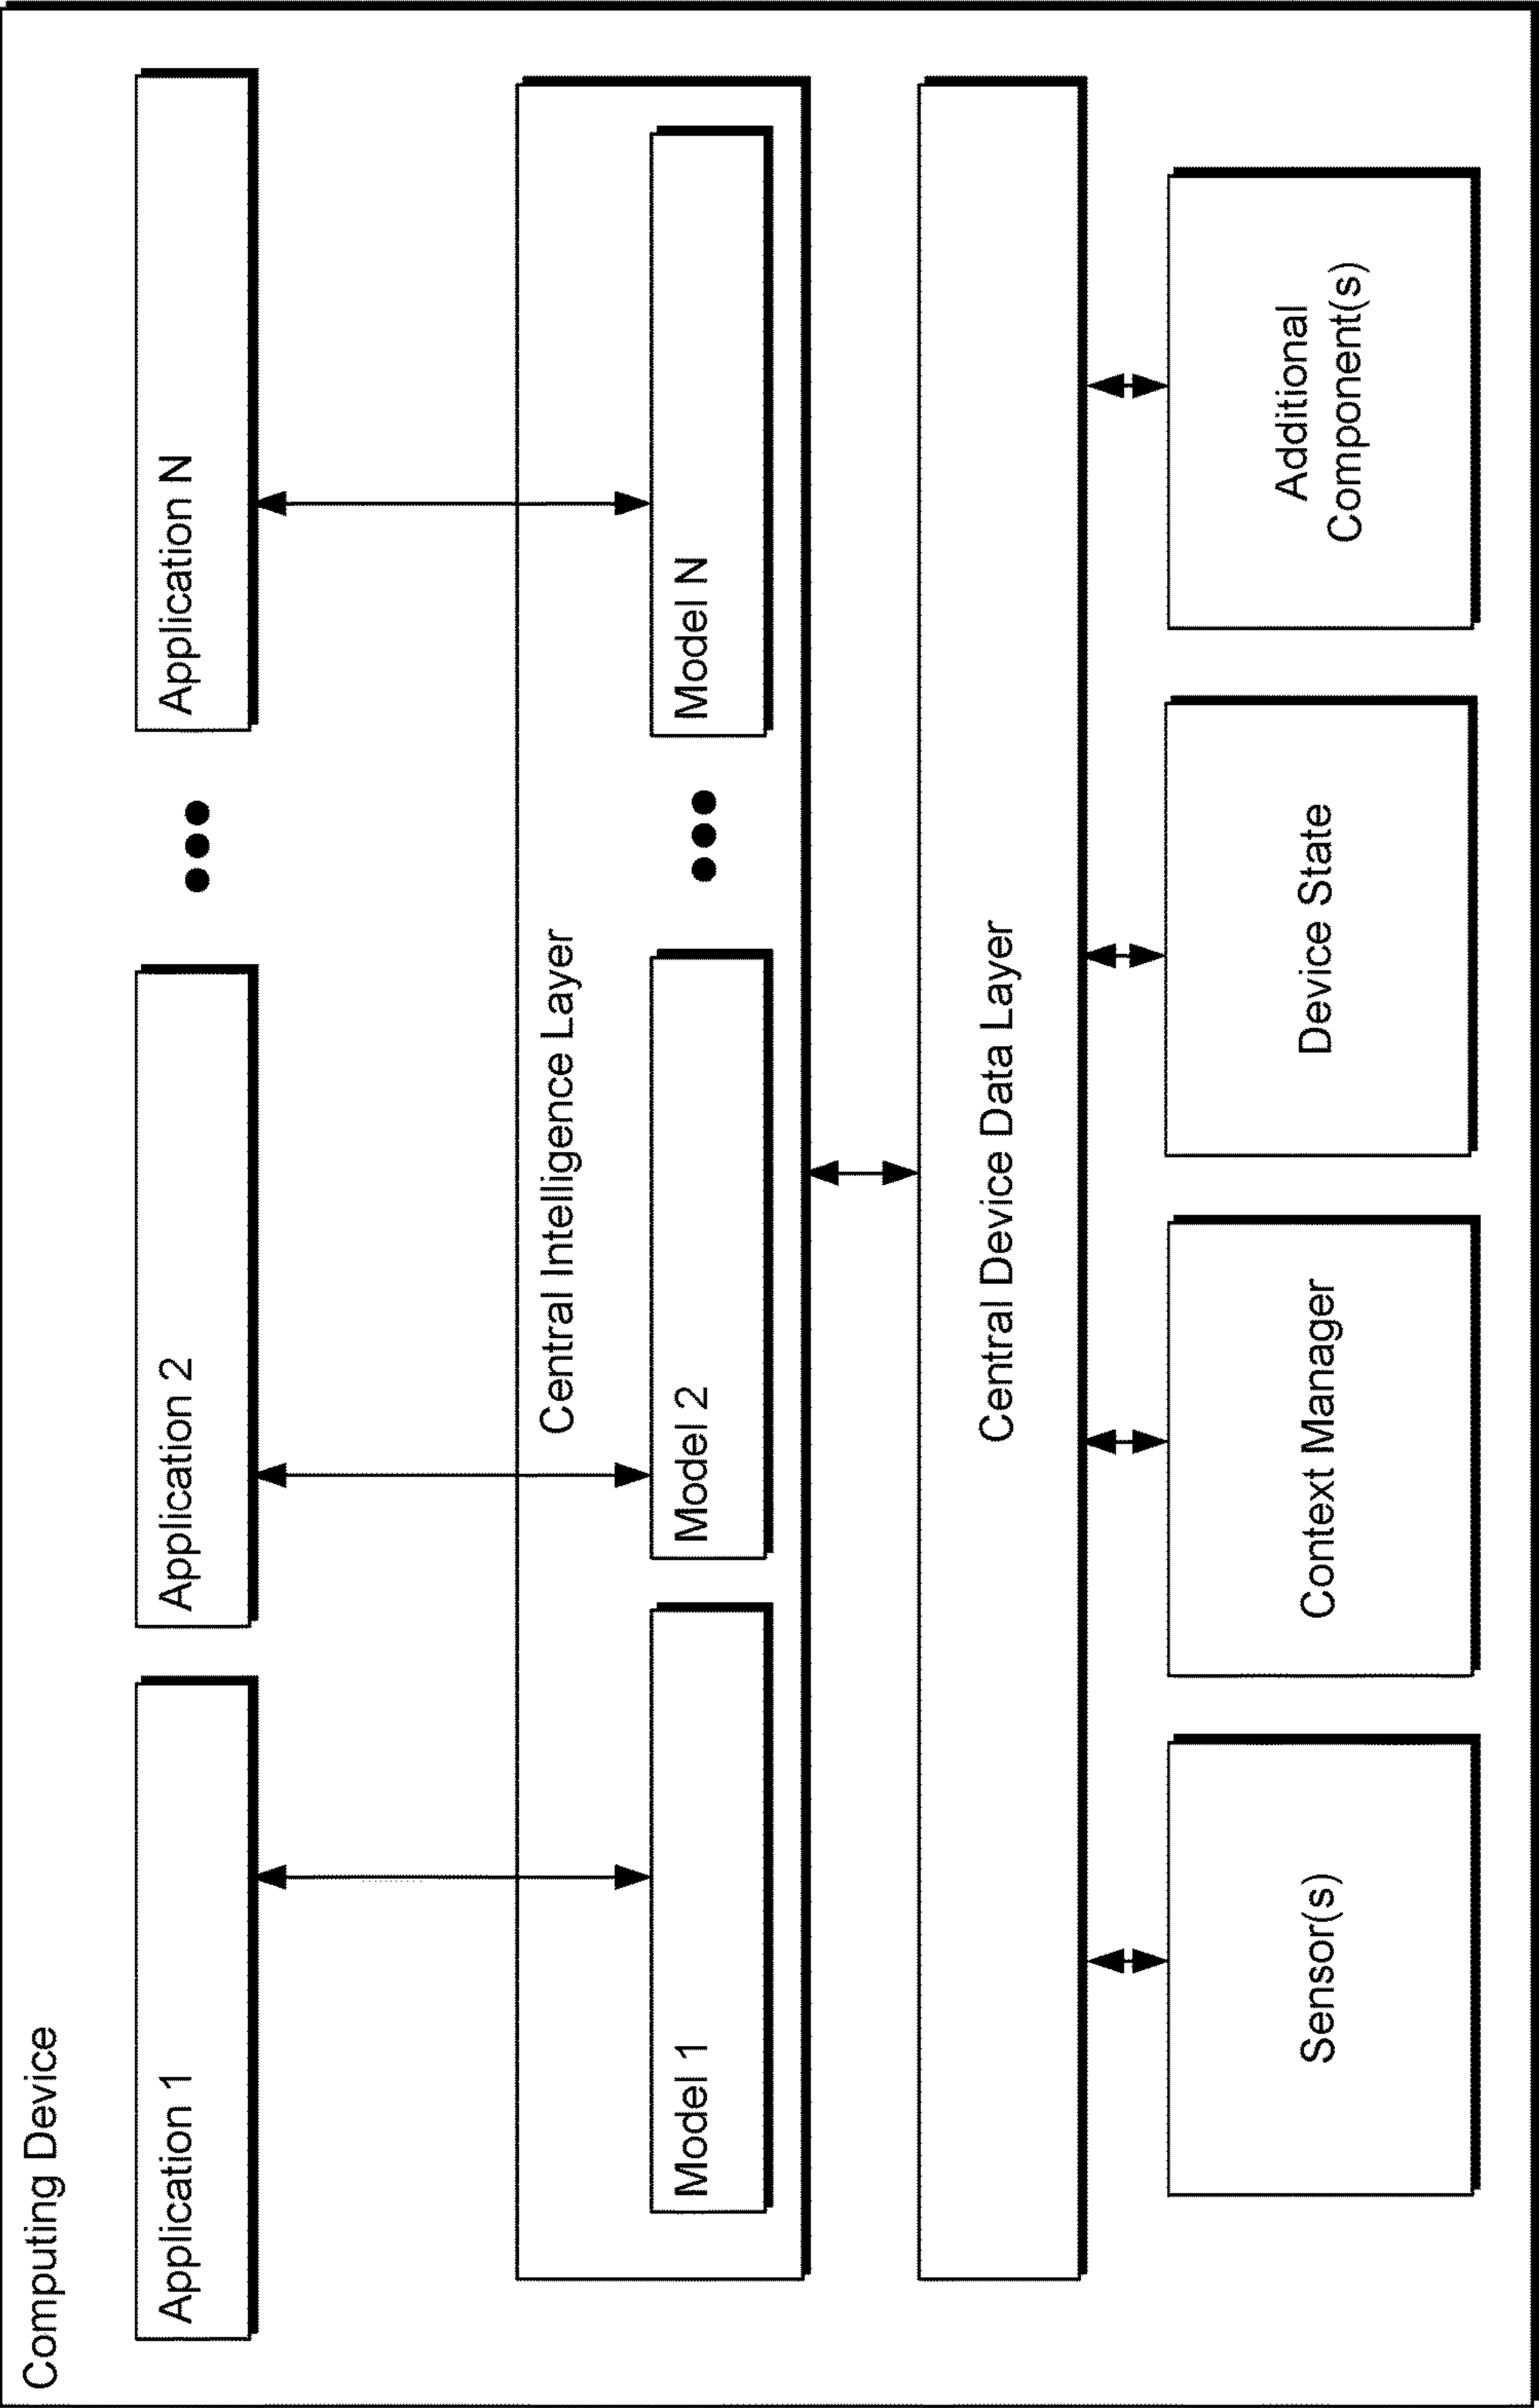 Computing Device
Application 1
Application 2
Application N
Central Intelligence Layer
Model 1
Model 2
Model N
Central Device Data Layer
Sensor(s)
Context Manager
Device State
Additional
Component(s)